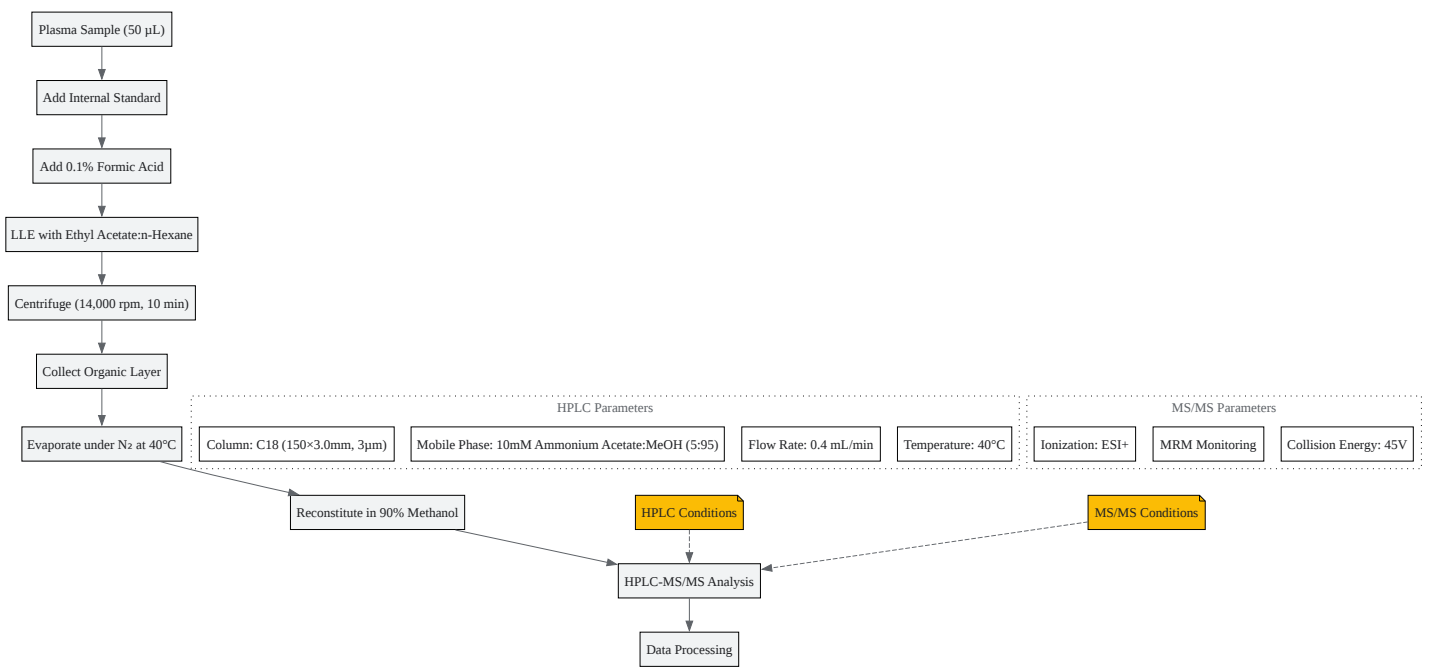 Plasma Sample (50 µL)
Add Internal Standard
Add 0.1% Formic Acid
LLE with Ethyl Acetate:n-Hexane
Centrifuge (14,000 rpm, 10 min)
Collect Organic Layer
Evaporate under N₂ at 40°C
HPLC Parameters
Column: C18 (150×3.0mm, 3µm)
Mobile Phase: 10mM Ammonium Acetate:MeOH (5:95)
Flow Rate: 0.4 mL/min
Temperature: 40°C
MS/MS Parameters
Ionization: ESI+
MRM Monitoring
Collision Energy: 45V
Reconstitute in 90% Methanol
HPLC Conditions
MS/MS Conditions
HPLC-MS/MS Analysis
Data Processing